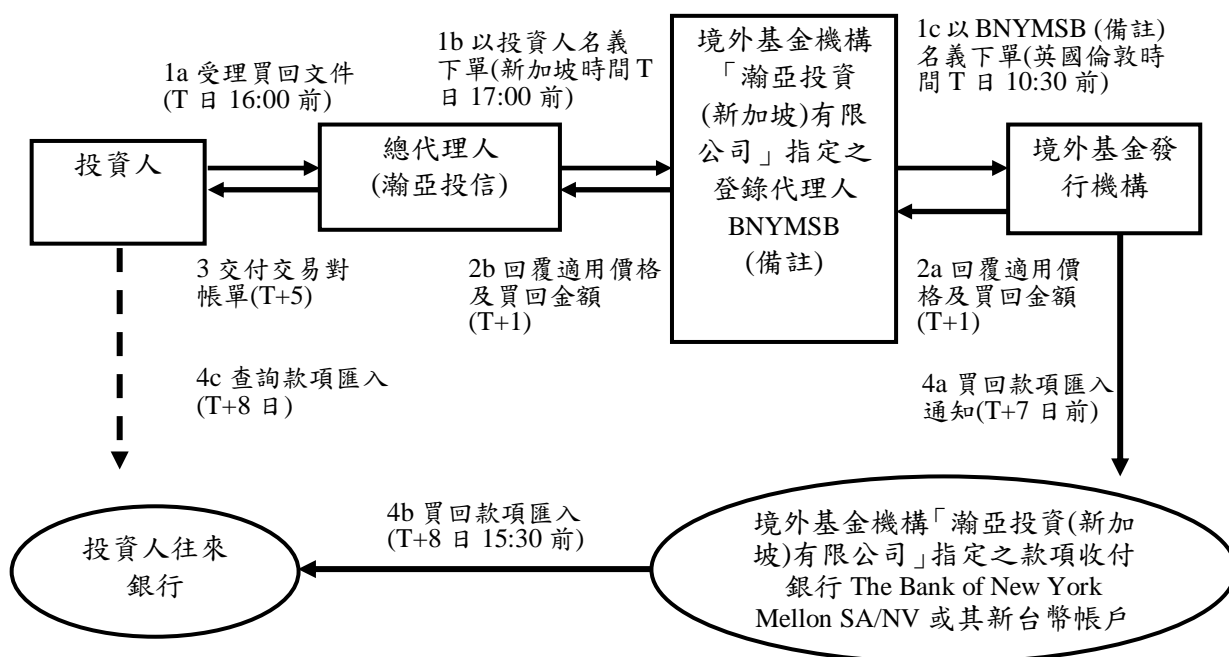 1a 受理買回文件
(T 日 16:00 前)
1b 以投資人名義
下單(新加坡時間 T
日 17:00 前)
境外基金機構
「瀚亞投資
(新加坡)有限
公司」指定之
登錄代理人
BNYMSB
(備註)
1c 以 BNYMSB (備註)
名義下單(英國倫敦時
間 T 日 10:30 前)
投資人
總代理人
(瀚亞投信)
境外基金發
行機構
3 交付交易對
帳單(T+5)
2b 回覆適用價格
及買回金額
(T+1)
2a 回覆適用價
格及買回金額
(T+1)
4c 查詢款項匯入
(T+8 日)
4a 買回款項匯入
通知(T+7 日前)
4b 買回款項匯入
(T+8 日 15:30 前)
投資人往來
銀行
境外基金機構「瀚亞投資(新加
坡)有限公司」指定之款項收付
銀行 The Bank of New York
Mellon SA/NV 或其新台幣帳戶